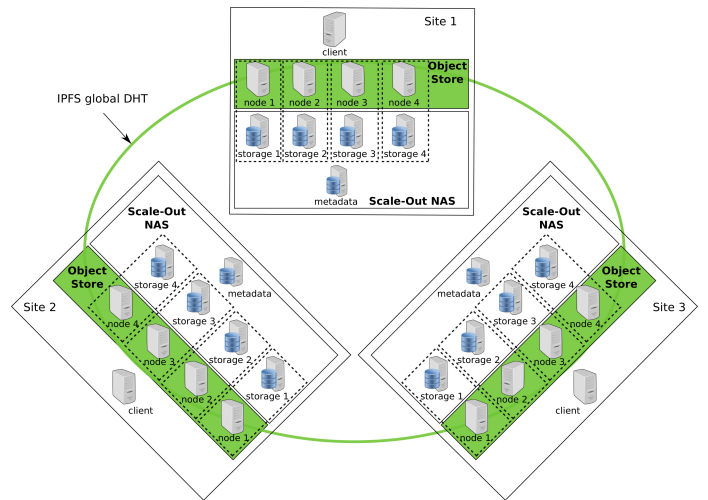 Site 1
client
Object
Store
node 1
node 2
node 3
node 4
storage 1
storage 2
storage 3
storage 4
metadata
Scale-Out NAS
IPFS global DHT
Scale-Out
NAS
Object
Store
storage 4
metadata
node 4
storage 3
Site 2
node 3
storage 2
node 2
storage 1
client
node 1
Scale-Out
NAS
storage 4
Object
Store
metadata
storage 3
node 4
Site 3
storage 2
node 3
storage 1
node 2
client
node 1